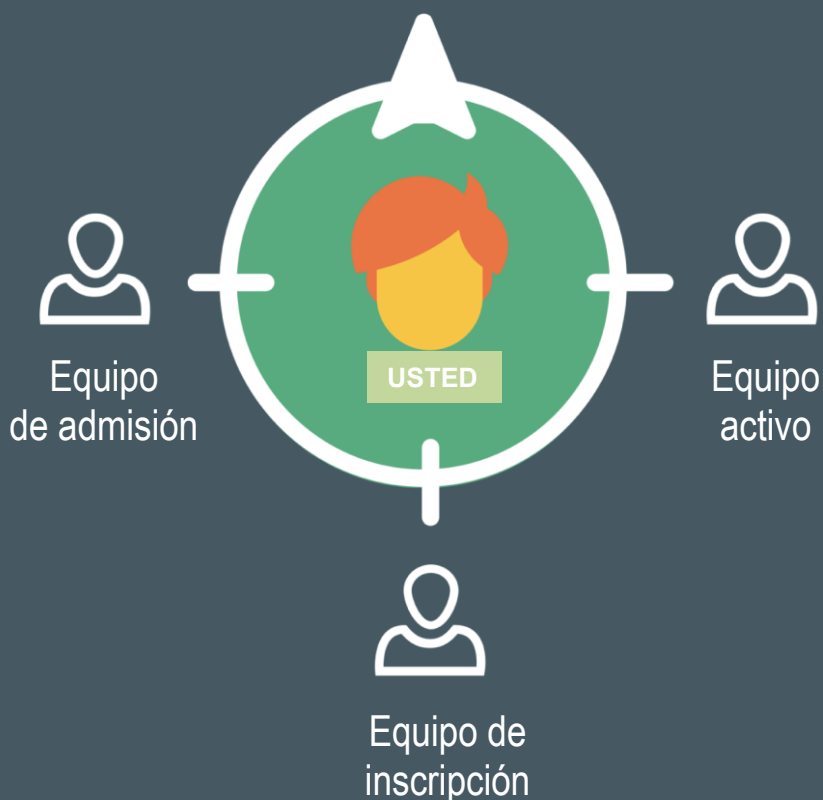 USTED
Equipo
de admisión
Equipo
activo
Equipo de
inscripción